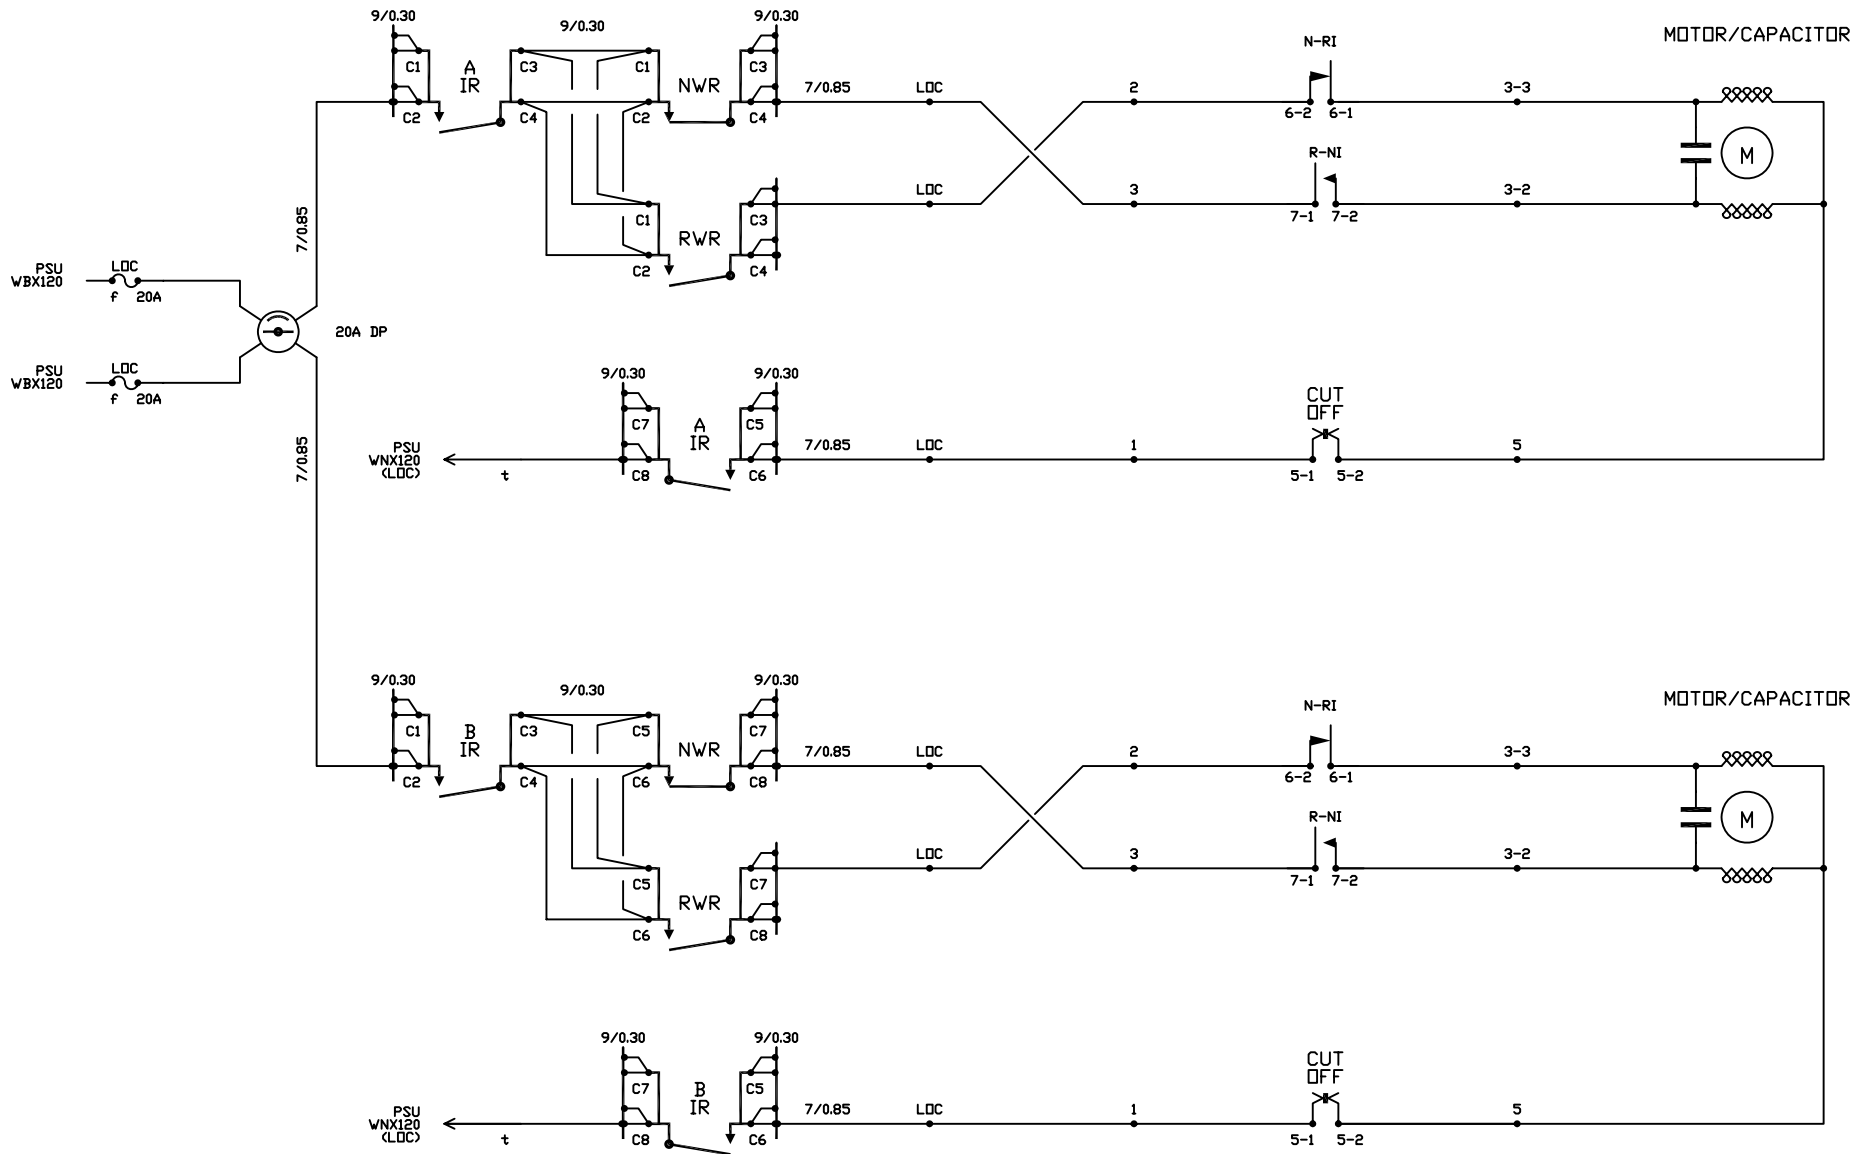 9/0.30
9/0.30
9/0.30
C1
A
IR
C3
C1
NWR
C3
C2
C4
C2
C4
7/0.85
LOC
2
N-RI
6-2
6-1
3-3
MOTOR/CAPACITOR
M
7/0.85
C1
RWR
C3
C2
C4
LOC
3
R-NI
7-1
7-2
3-2
PSU
WBX120
LOC
f
20A
20A DP
PSU
WBX120
LOC
f
20A
7/0.85
9/0.30
9/0.30
C7
A
IR
C5
C8
C6
PSU
WNX120
(LOC)
t
7/0.85
LOC
1
CUT
OFF
5-1
5-2
5
9/0.30
9/0.30
9/0.30
C1
B
IR
C3
C5
NWR
C7
C2
C4
C6
C8
7/0.85
LOC
2
N-RI
6-2
6-1
3-3
MOTOR/CAPACITOR
M
C5
RWR
C7
C6
C8
LOC
3
R-NI
7-1
7-2
3-2
9/0.30
9/0.30
C7
B
IR
C5
C8
C6
PSU
WNX120
(LOC)
t
7/0.85
LOC
1
CUT
OFF
5-1
5-2
5